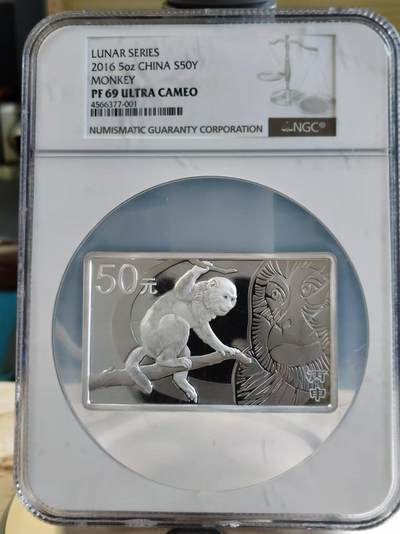 LUNAR SERIES
2016 5oz CHINA S50Y
MONKEY
PF 69 ULTRA CAMEO
4566377-001
NUMISMATIC GUARANTY CORPORATION
NGC®
50元
丙申